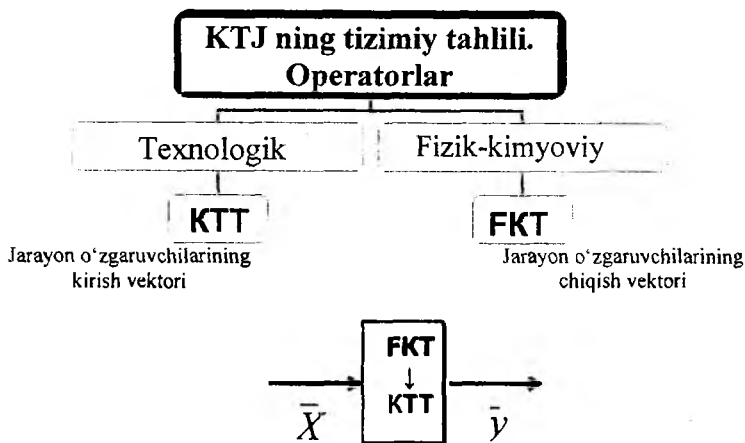 KTJ ning tizimiy tahlili.
Operatorlar
Texnologik
Fizik-kimyoviy
KTT
FKT
Jarayon o‘zgaruvchilarining
kirish vektori
Jarayon o‘zgaruvchilarining
chiqish vektori
FKT
↓
KTT
X̅
y̅